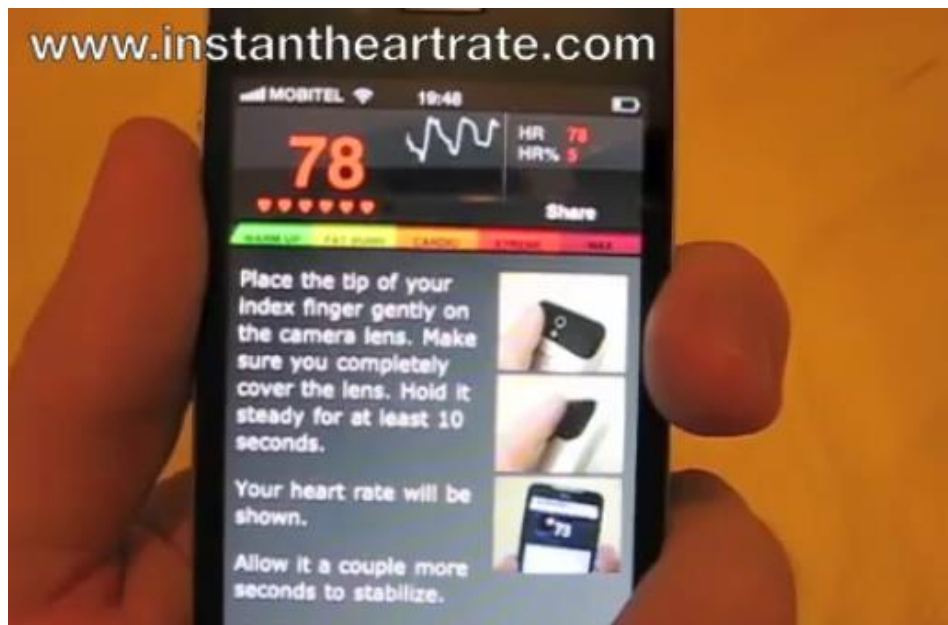 www.instantheartrate.com
MOBITEL 19:48
78
HR 78
HR% 5
Share
WARM UP FAT BURN CARDIO XTREME MAX
Place the tip of your
index finger gently on
the camera lens. Make
sure you completely
cover the lens. Hold it
steady for at least 10
seconds.
Your heart rate will be
shown.
Allow it a couple more
seconds to stabilize.
73